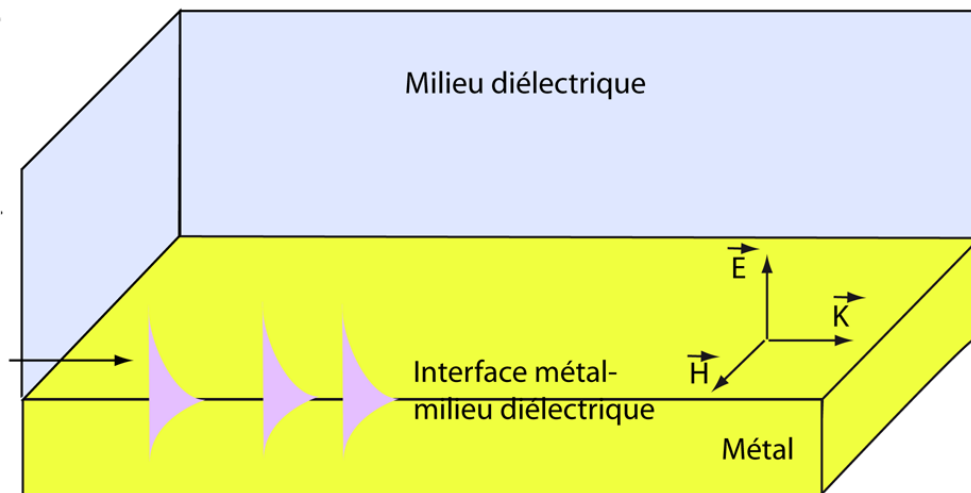 Milieu diélectrique
E
K
H
Interface métal-
milieu diélectrique
Métal